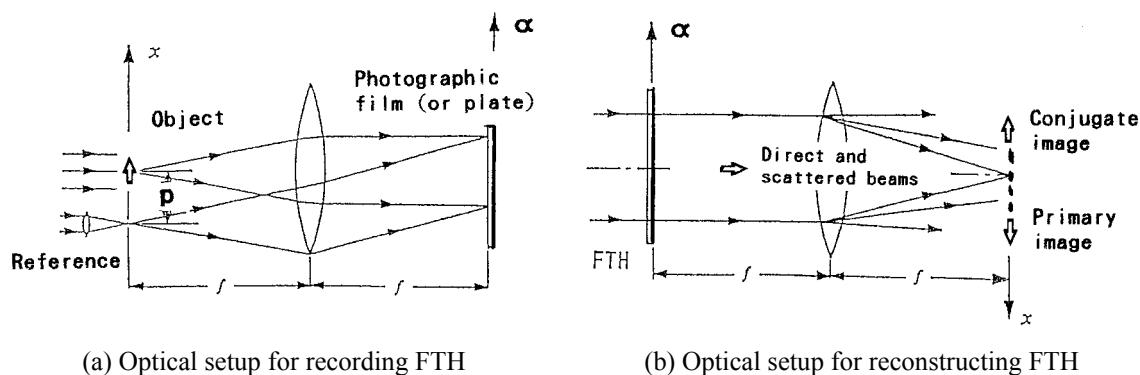 α
x
Object
Photographic
film (or plate)
p
Reference
f
f
(a) Optical setup for recording FTH
α
Direct and
scattered beams
Conjugate
image
Primary
image
FTH
f
f
x
(b) Optical setup for reconstructing FTH